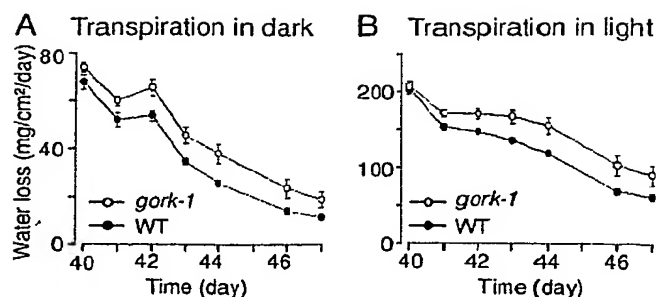 A Transpiration in dark
80
40
0
Water loss (mg/cm²/day)
gork-1
WT
40 42 44 46
Time (day)
B Transpiration in light
200
100
0
gork-1
WT
40 42 44 46
Time (day)